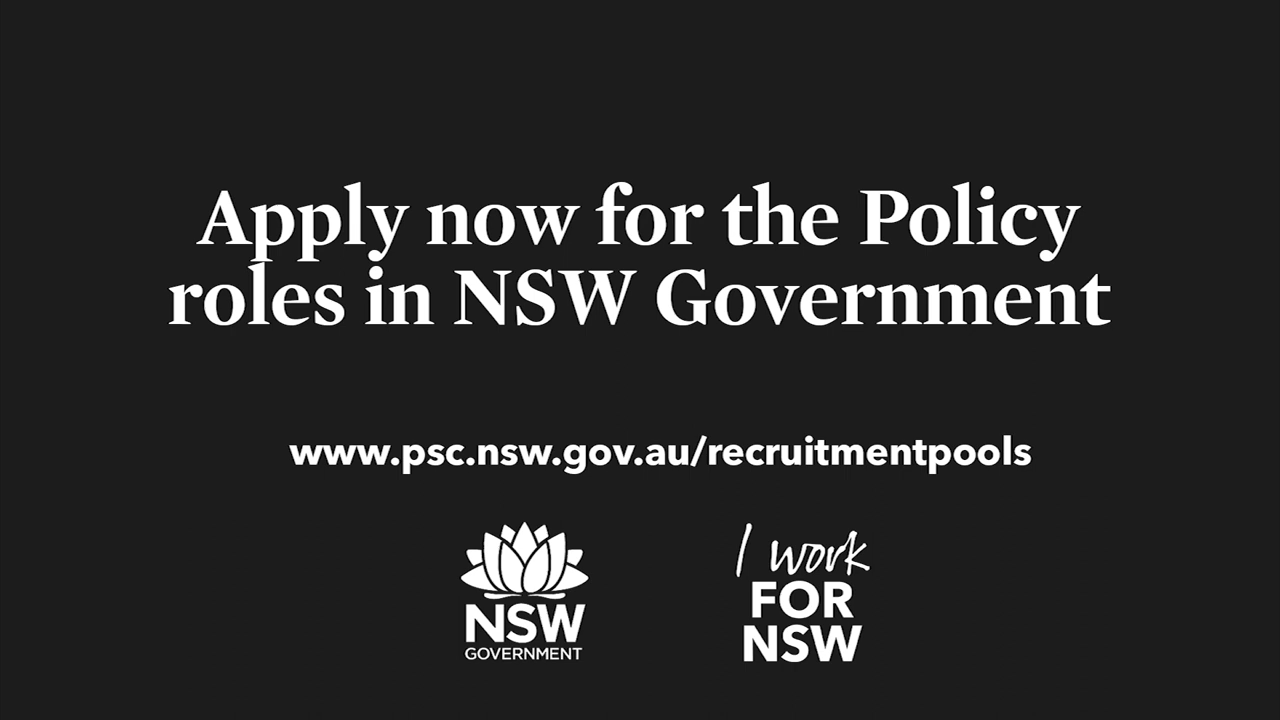 Apply now for the Policy
roles in NSW Government
www.psc.nsw.gov.au/recruitmentpools
NSW
GOVERNMENT
I work
FOR
NSW